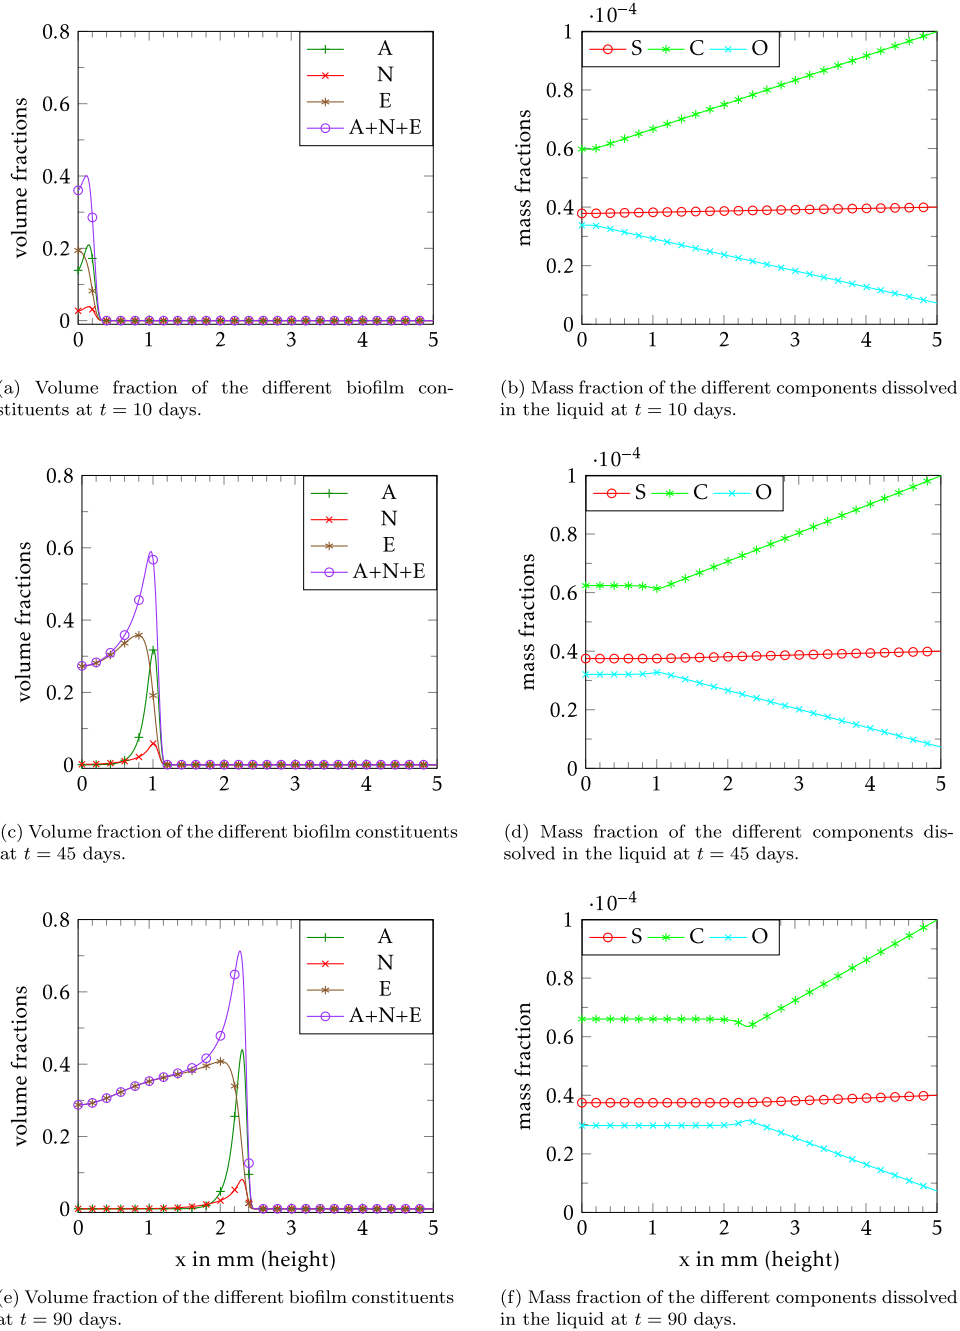 0.8
0.6
0.4
0.2
0
volume fractions
A
N
E
A+N+E
0 1 2 3 4 5
·10⁻⁴
1
0.8
0.6
0.4
0.2
0
mass fractions
S C O
0 1 2 3 4 5
(a) Volume fraction of the different biofilm con-
stituents at t = 10 days.
(b) Mass fraction of the different components dissolved
in the liquid at t = 10 days.
0.8
0.6
0.4
0.2
0
volume fractions
A
N
E
A+N+E
0 1 2 3 4 5
·10⁻⁴
1
0.8
0.6
0.4
0.2
0
mass fractions
S C O
0 1 2 3 4 5
(c) Volume fraction of the different biofilm constituents
at t = 45 days.
(d) Mass fraction of the different components dis-
solved in the liquid at t = 45 days.
0.8
0.6
0.4
0.2
0
volume fractions
A
N
E
A+N+E
0 1 2 3 4 5
x in mm (height)
·10⁻⁴
1
0.8
0.6
0.4
0.2
0
mass fraction
S C O
0 1 2 3 4 5
x in mm (height)
(e) Volume fraction of the different biofilm constituents
at t = 90 days.
(f) Mass fraction of the different components dissolved
in the liquid at t = 90 days.